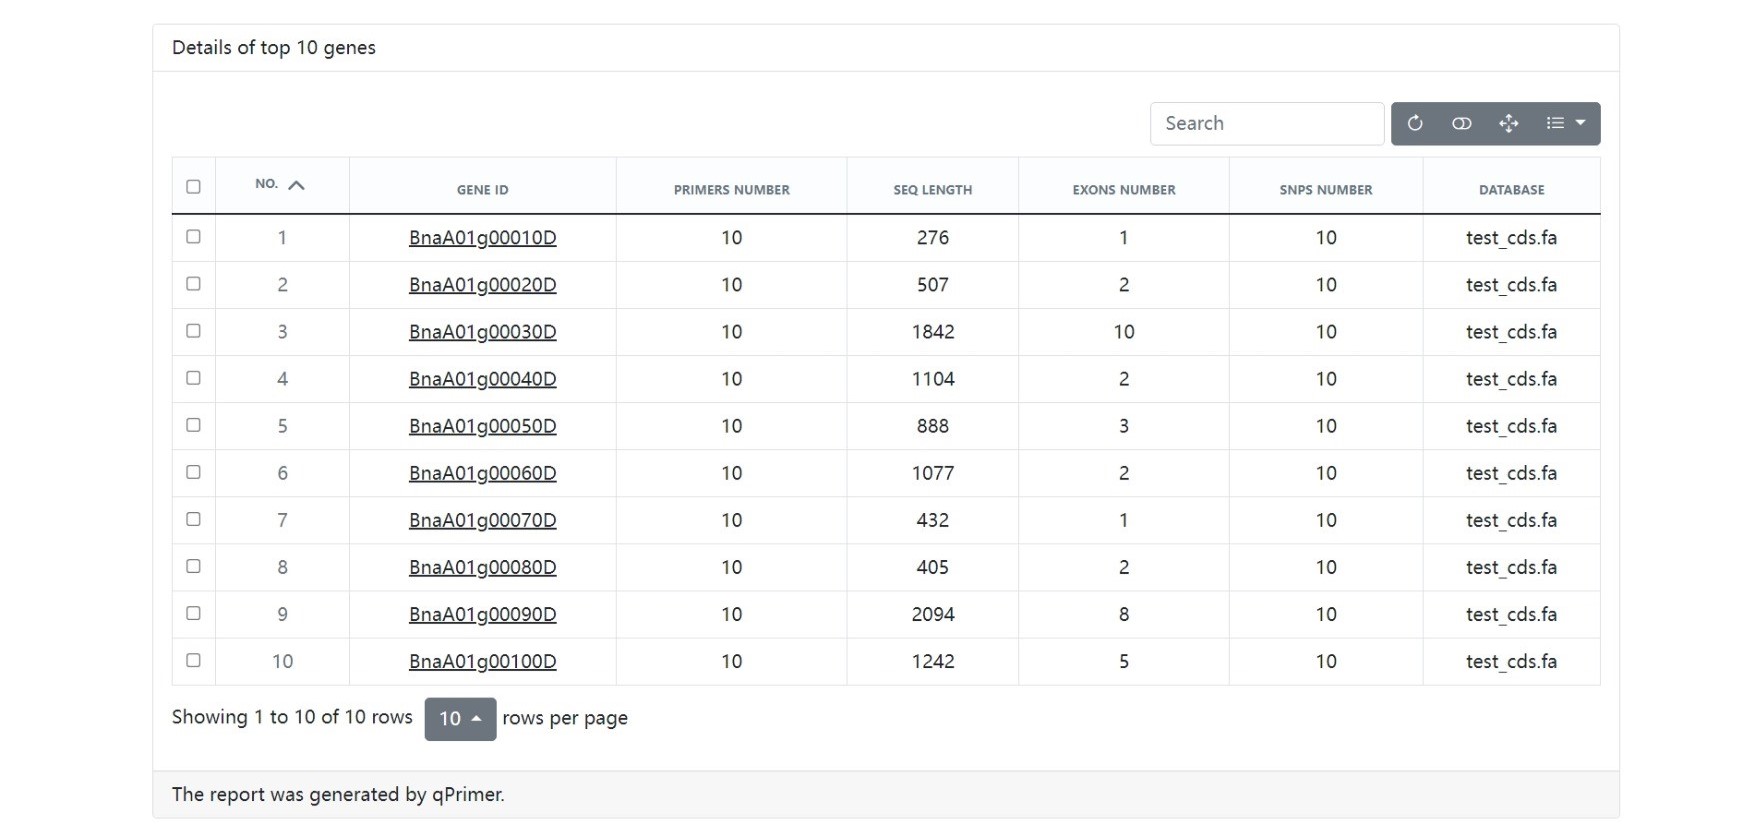 Details of top 10 genes
Search
NO. GENE ID PRIMERS NUMBER SEQ LENGTH EXONS NUMBER SNPS NUMBER DATABASE
1 BnaA01g00010D 10 276 1 10 test_cds.fa
2 BnaA01g00020D 10 507 2 10 test_cds.fa
3 BnaA01g00030D 10 1842 10 10 test_cds.fa
4 BnaA01g00040D 10 1104 2 10 test_cds.fa
5 BnaA01g00050D 10 888 3 10 test_cds.fa
6 BnaA01g00060D 10 1077 2 10 test_cds.fa
7 BnaA01g00070D 10 432 1 10 test_cds.fa
8 BnaA01g00080D 10 405 2 10 test_cds.fa
9 BnaA01g00090D 10 2094 8 10 test_cds.fa
10 BnaA01g00100D 10 1242 5 10 test_cds.fa
Showing 1 to 10 of 10 rows 10 rows per page
The report was generated by qPrimer.